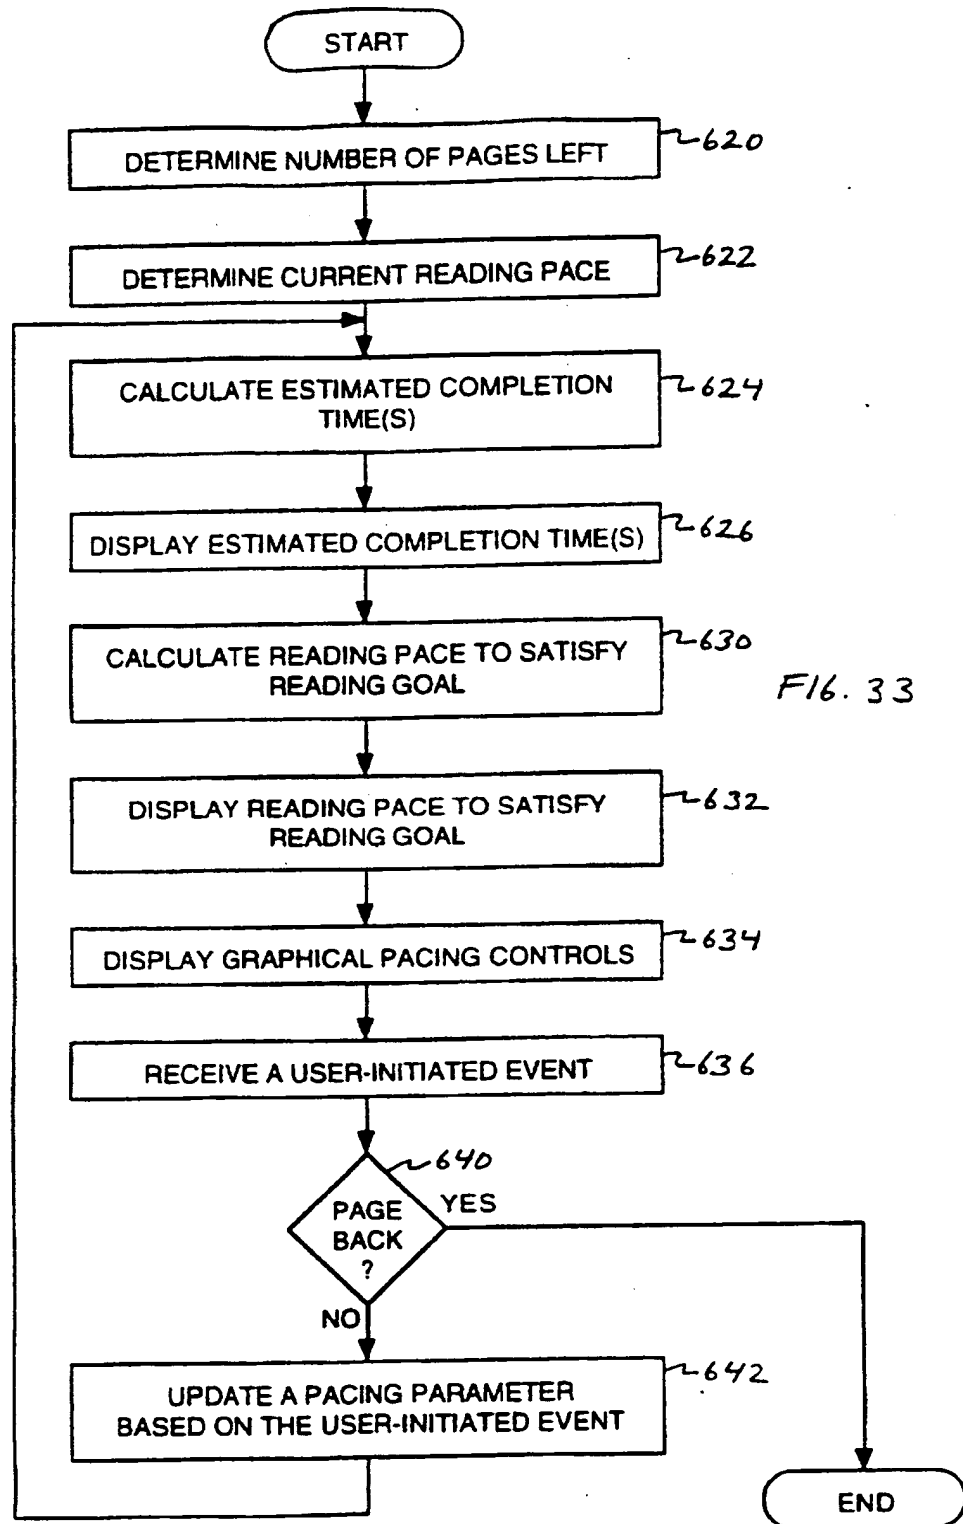 START
DETERMINE NUMBER OF PAGES LEFT
620
DETERMINE CURRENT READING PACE
622
CALCULATE ESTIMATED COMPLETION
TIME(S)
624
DISPLAY ESTIMATED COMPLETION TIME(S)
626
CALCULATE READING PACE TO SATISFY
READING GOAL
630
FIG. 33
DISPLAY READING PACE TO SATISFY
READING GOAL
632
DISPLAY GRAPHICAL PACING CONTROLS
634
RECEIVE A USER-INITIATED EVENT
636
640
PAGE
BACK
?
YES
NO
UPDATE A PACING PARAMETER
BASED ON THE USER-INITIATED EVENT
642
END